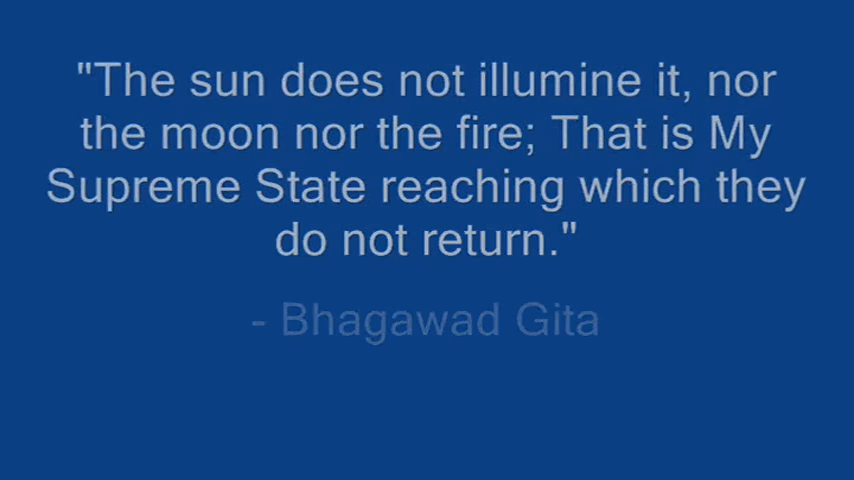 "The sun does not illumine it, nor
the moon nor the fire; That is My
Supreme State reaching which they
do not return."
- Bhagawad Gita